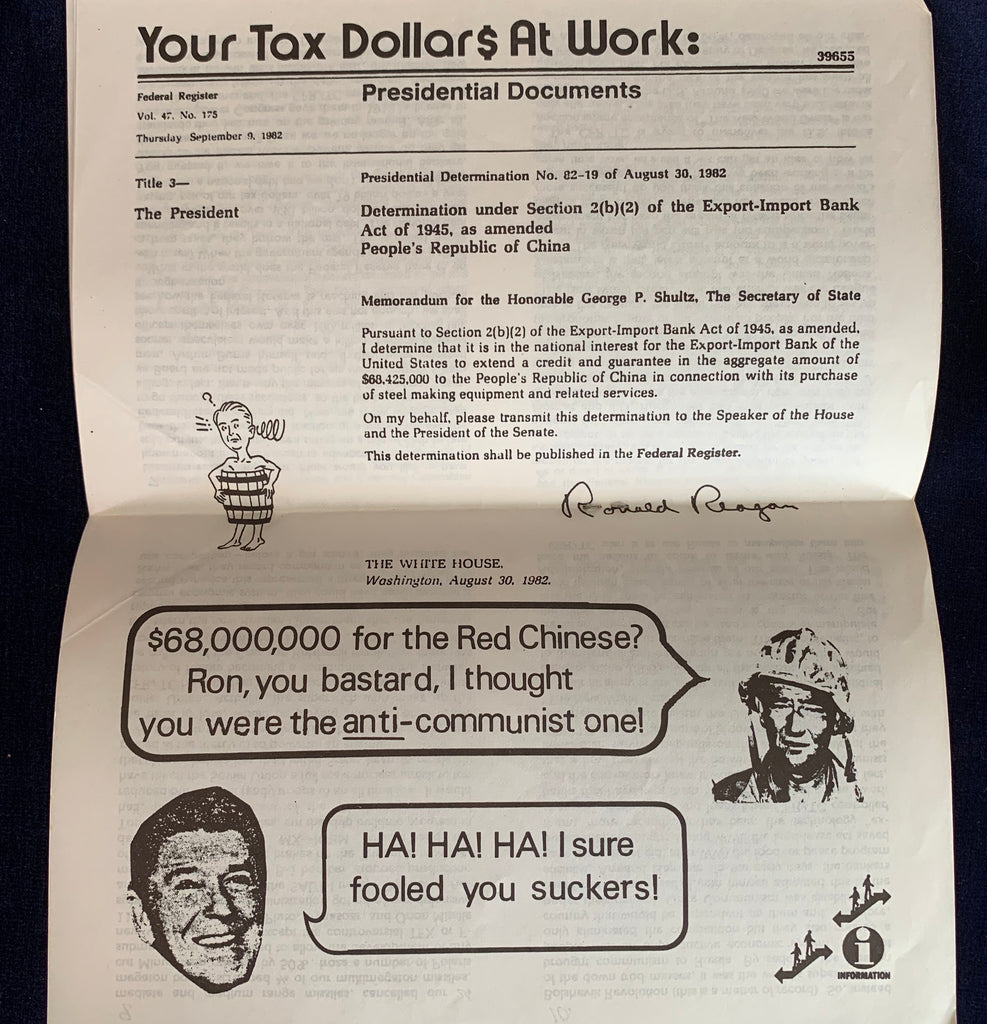 Your Tax Dollar$ At Work:
39655
Federal Register
Vol. 47, No. 175
Thursday September 9, 1982
Presidential Documents
Title 3—
The President
Presidential Determination No. 82-19 of August 30, 1982
Determination under Section 2(b)(2) of the Export-Import Bank
Act of 1945, as amended
People's Republic of China
Memorandum for the Honorable George P. Shultz, The Secretary of State
Pursuant to Section 2(b)(2) of the Export-Import Bank Act of 1945, as amended,
I determine that it is in the national interest for the Export-Import Bank of the
United States to extend a credit and guarantee in the aggregate amount of
$68,425,000 to the People's Republic of China in connection with its purchase
of steel making equipment and related services.
On my behalf, please transmit this determination to the Speaker of the House
and the President of the Senate.
This determination shall be published in the Federal Register.
?
Ronald Reagan
THE WHITE HOUSE,
Washington, August 30, 1982.
$68,000,000 for the Red Chinese?
Ron, you bastard, I thought
you were the anti-communist one!
HA! HA! HA! I sure
fooled you suckers!
i
INFORMATION